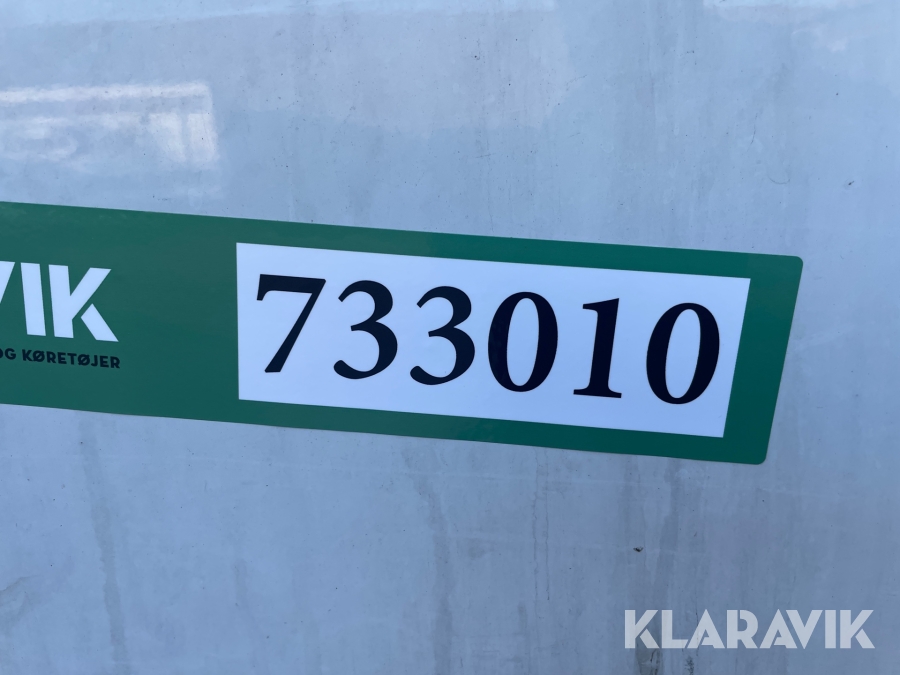 VIK
OG KØRETØJER
733010
KLARAVIK